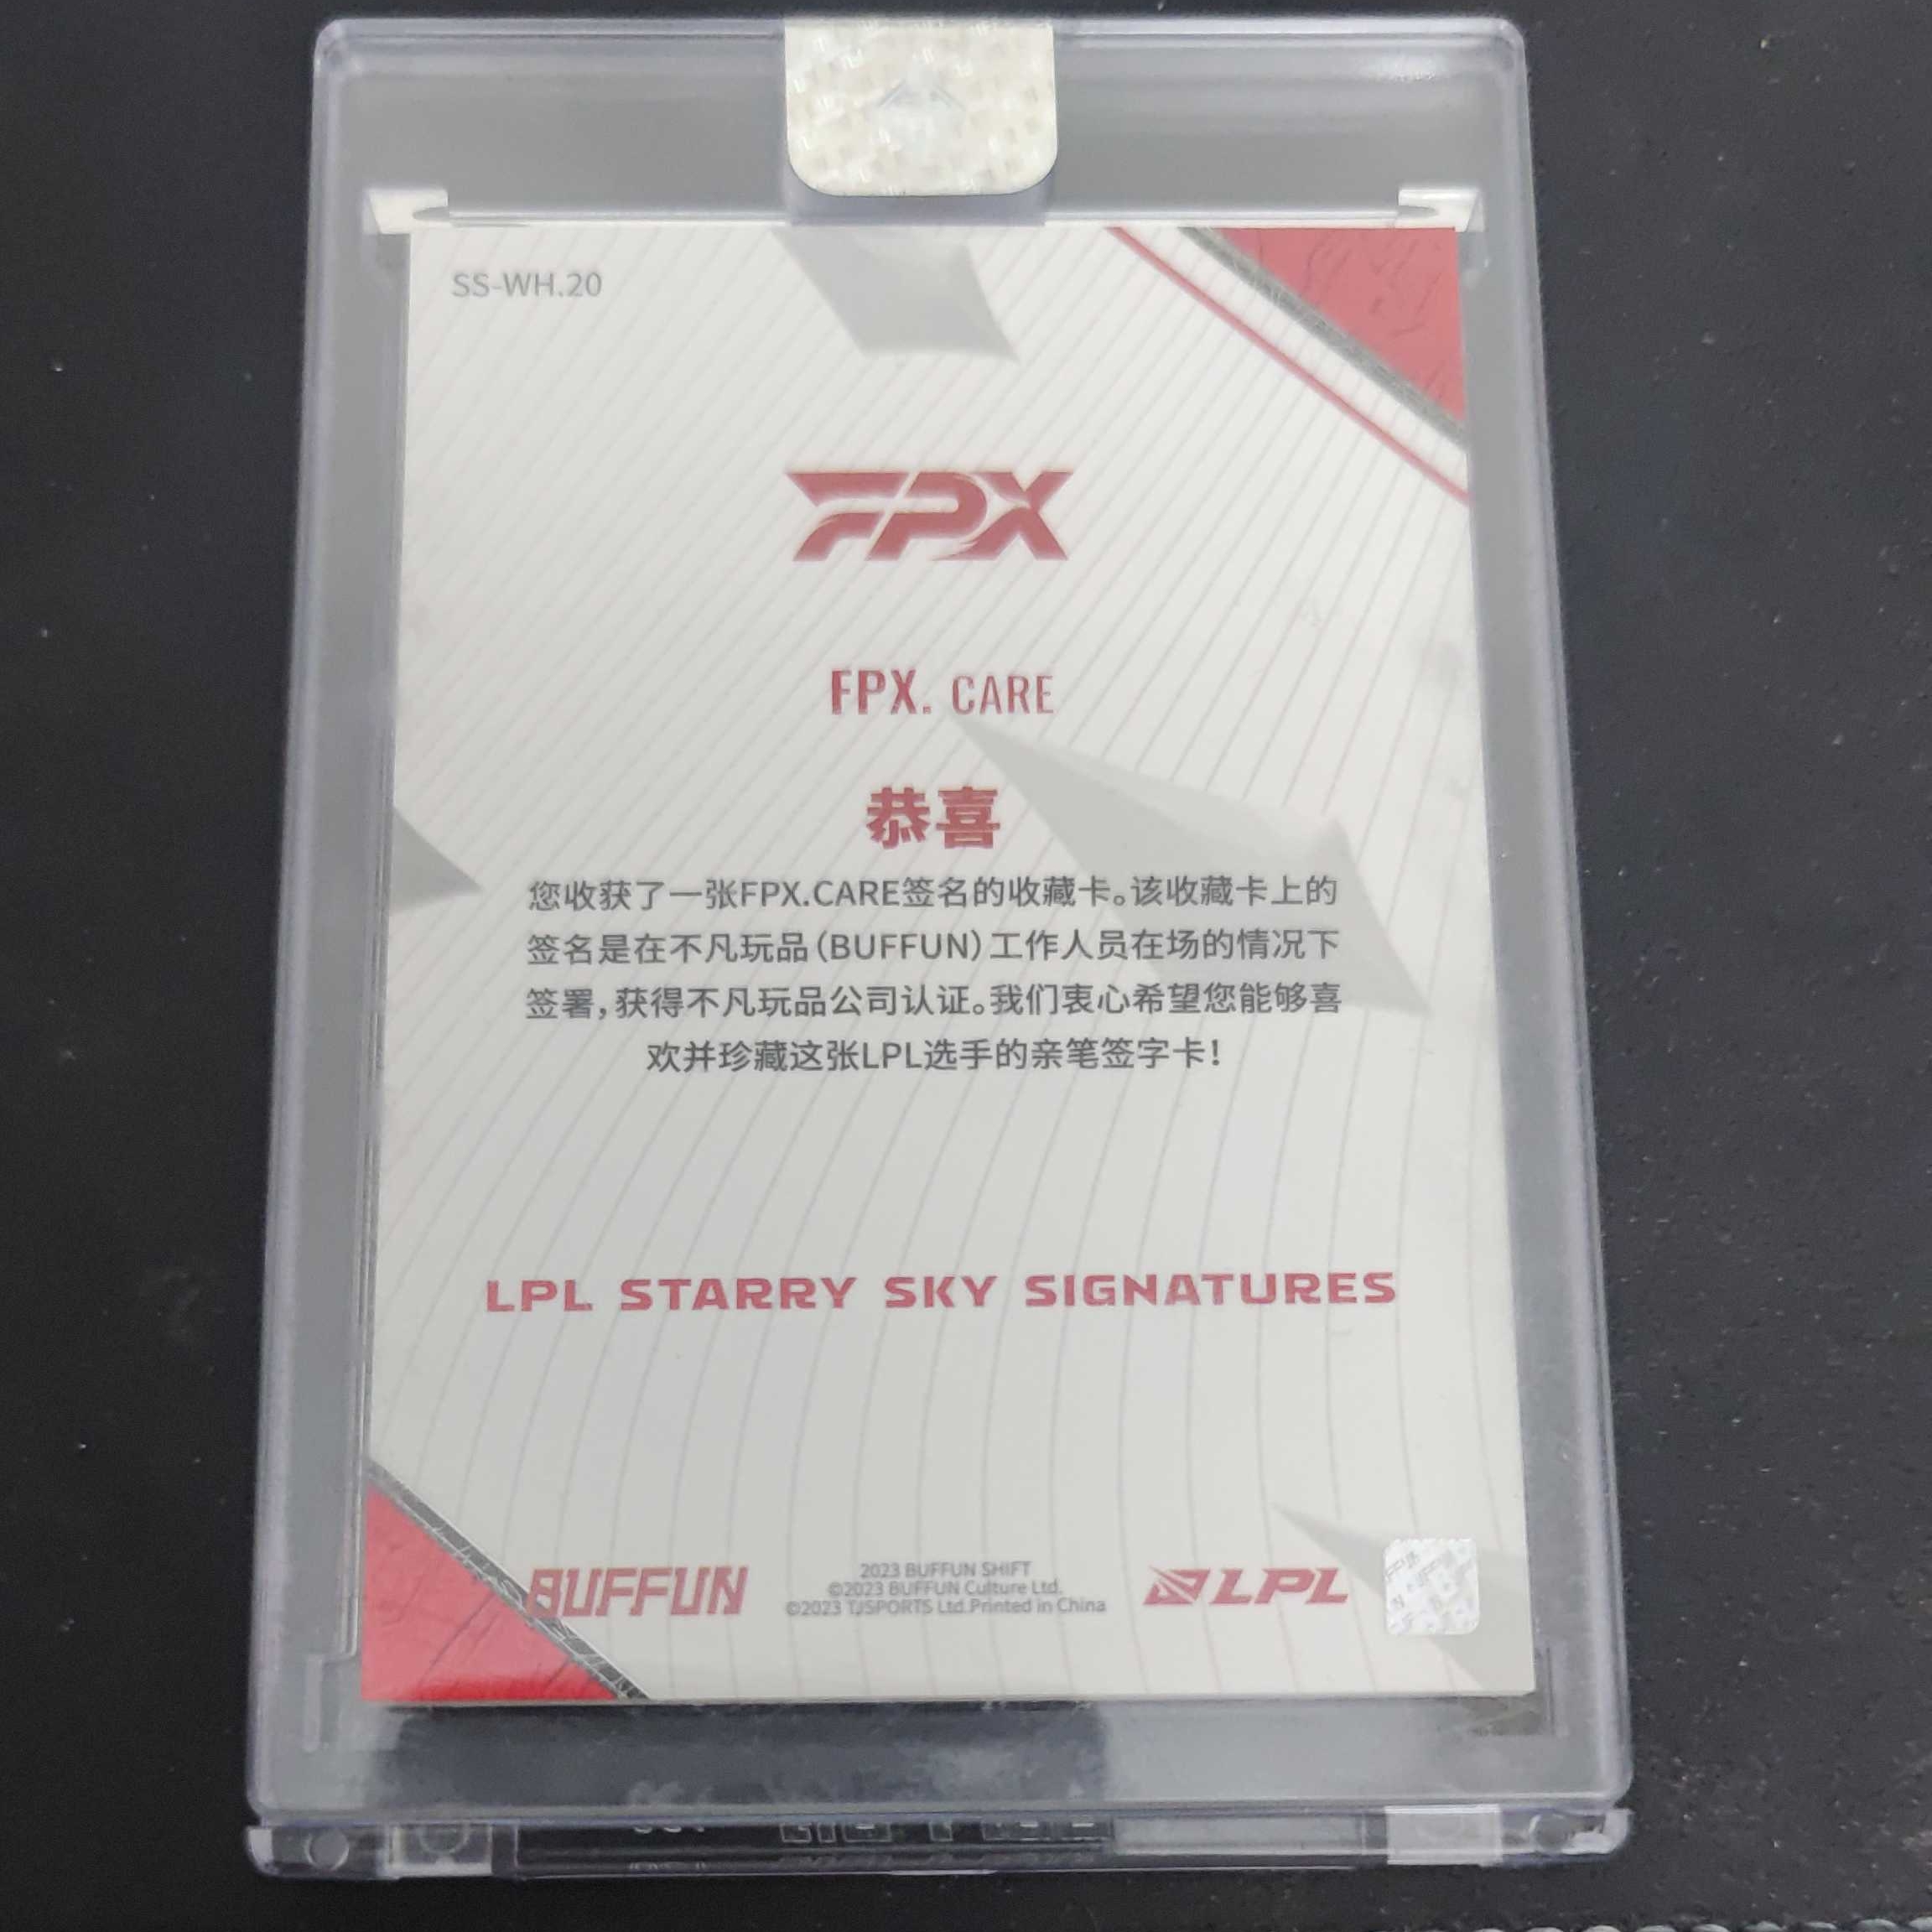 SS-WH.20
FPX
FPX. CARE
恭喜
您收获了一张FPX.CARE签名的收藏卡。该收藏卡上的
签名是在不凡玩品(BUFFUN)工作人员在场的情况下
签署,获得不凡玩品公司认证。我们衷心希望您能够喜
欢并珍藏这张LPL选手的亲笔签字卡!
LPL STARRY SKY SIGNATURES
BUFFUN
2023 BUFFUN SHIFT
©2023 BUFFUN Culture Ltd.
©2023 TJSPORTS Ltd.Printed in China
LPL